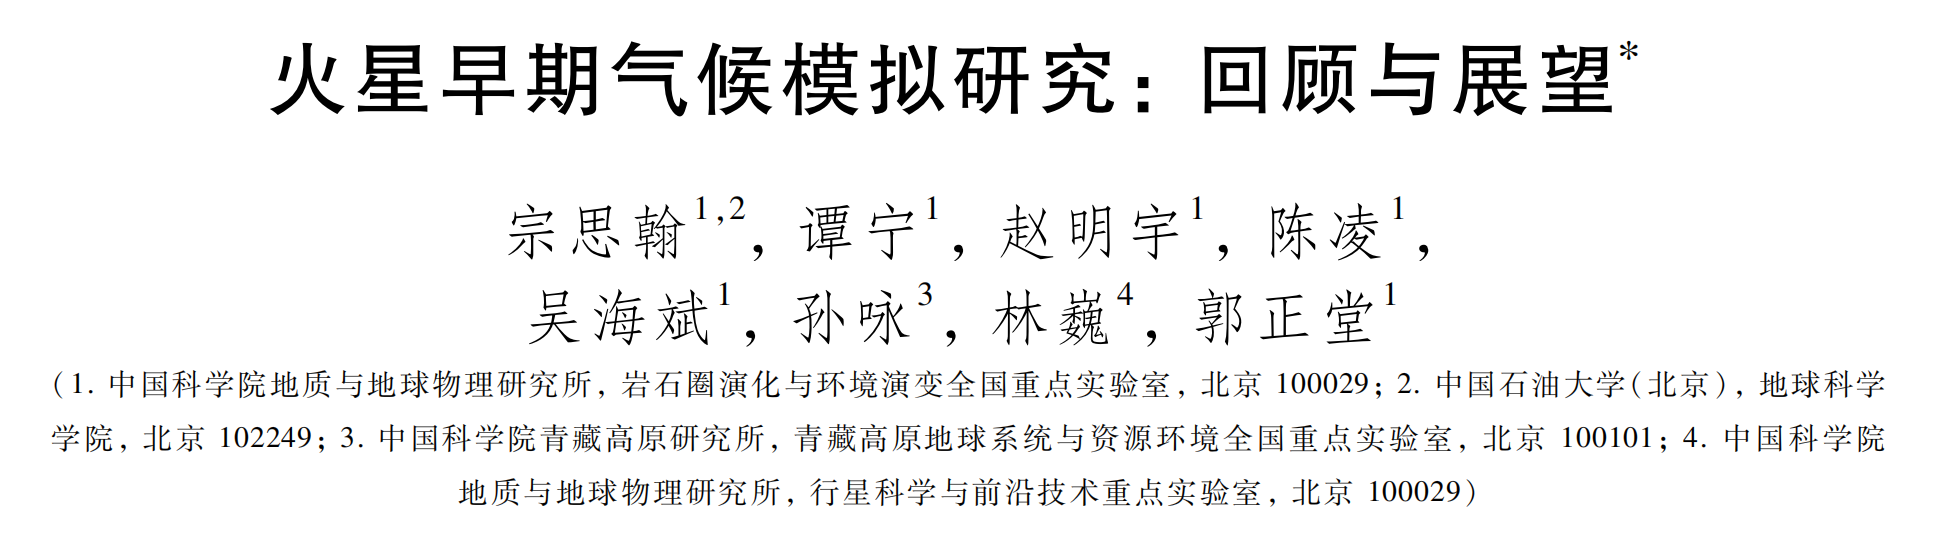 火星早期气候模拟研究：回顾与展望*
宗思翰1,2，谭宁1，赵明宇1，陈凌1，
吴海斌1，孙咏3，林巍4，郭正堂1
(1. 中国科学院地质与地球物理研究所, 岩石圈演化与环境演变全国重点实验室, 北京 100029; 2. 中国石油大学(北京), 地球科学
学院, 北京 102249; 3. 中国科学院青藏高原研究所, 青藏高原地球系统与资源环境全国重点实验室, 北京 100101; 4. 中国科学院
地质与地球物理研究所, 行星科学与前沿技术重点实验室, 北京 100029)